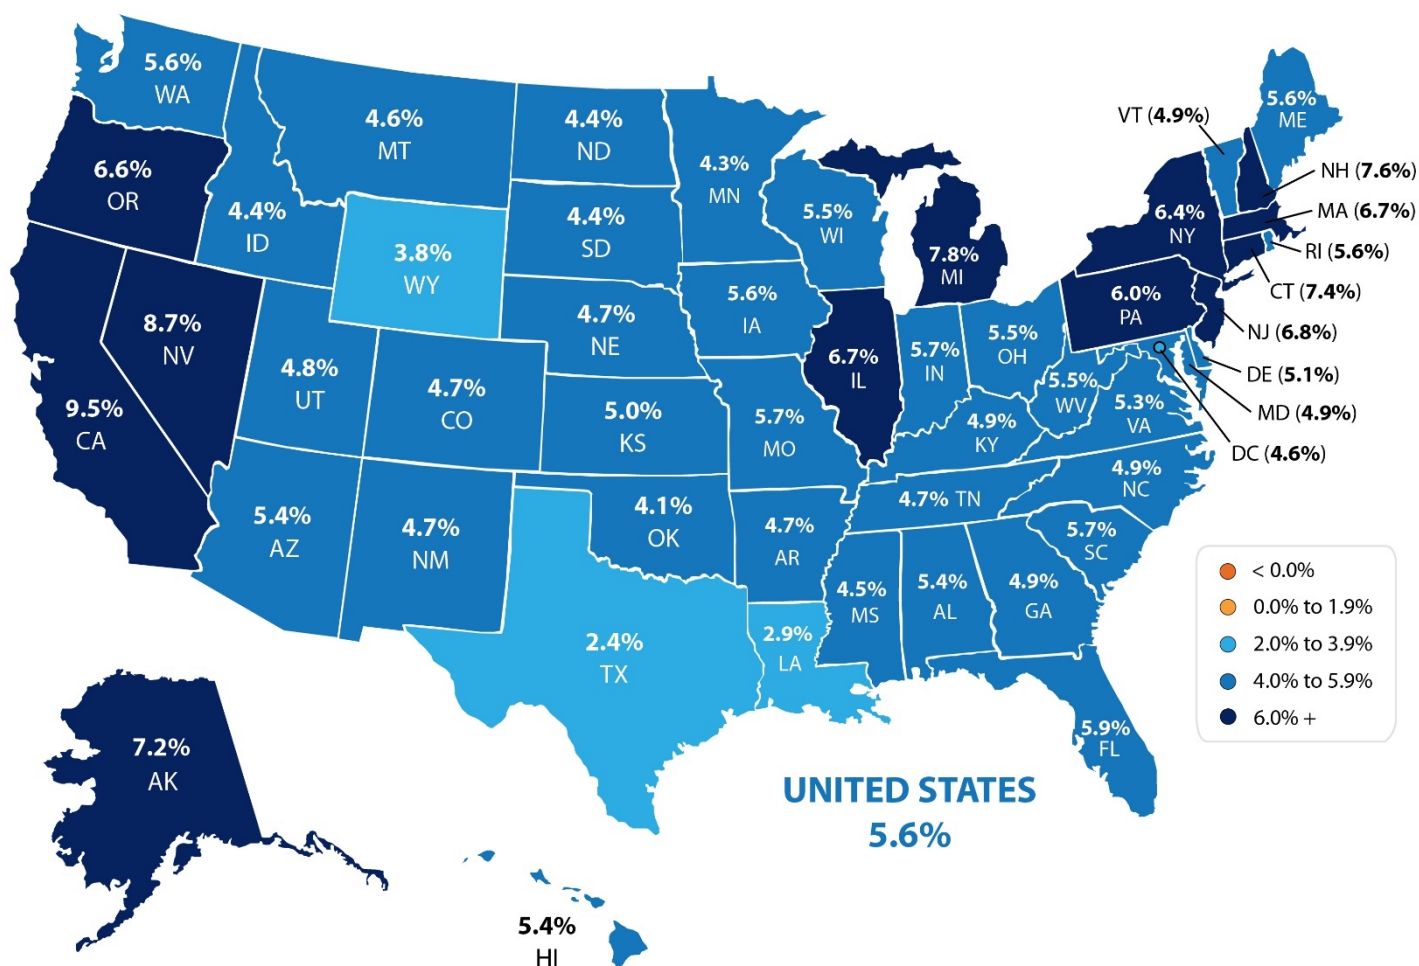 5.6%
WA
4.6%
MT
4.4%
ND
4.3%
MN
5.6%
ME
VT (4.9%)
6.6%
OR
4.4%
ID
4.4%
SD
5.5%
WI
6.4%
NY
NH (7.6%)
MA (6.7%)
RI (5.6%)
CT (7.4%)
NJ (6.8%)
DE (5.1%)
MD (4.9%)
DC (4.6%)
3.8%
WY
7.8%
MI
6.0%
PA
8.7%
NV
4.7%
NE
5.6%
IA
9.5%
CA
4.8%
UT
4.7%
CO
5.0%
KS
5.7%
MO
6.7%
IL
5.7%
IN
5.5%
OH
5.5%
WV
5.3%
VA
4.9%
KY
4.7% TN
4.9%
NC
5.4%
AZ
4.7%
NM
4.1%
OK
4.7%
AR
5.7%
SC
4.5%
MS
5.4%
AL
4.9%
GA
2.4%
TX
2.9%
LA
5.9%
FL
< 0.0%
0.0% to 1.9%
2.0% to 3.9%
4.0% to 5.9%
6.0% +
7.2%
AK
5.4%
HI
UNITED STATES
5.6%